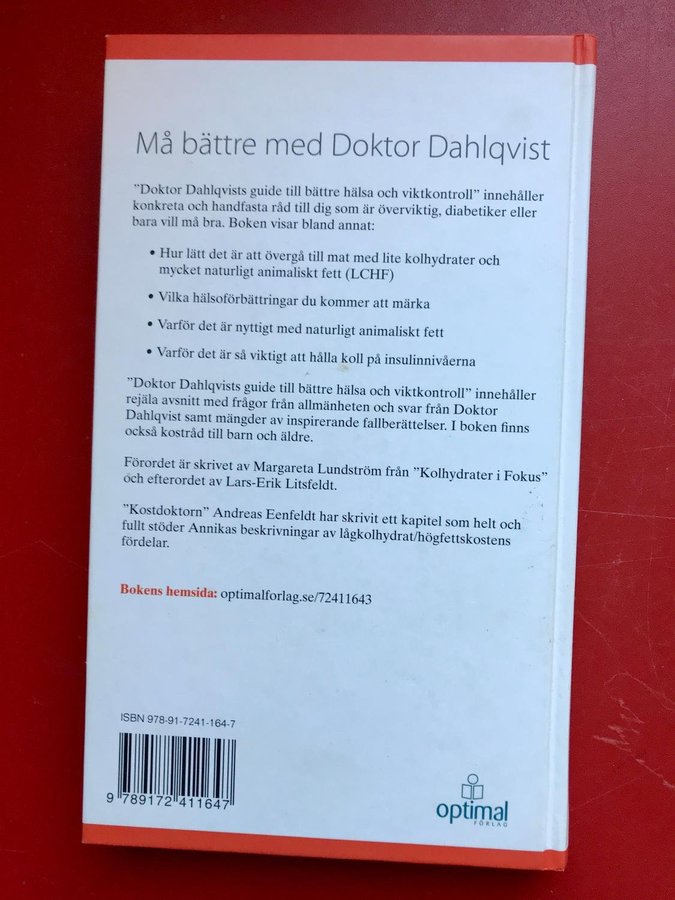 Må bättre med Doktor Dahlqvist
"Doktor Dahlqvists guide till bättre hälsa och viktkontroll" innehåller
konkreta och handfasta råd till dig som är överviktig, diabetiker eller
bara vill må bra. Boken visar bland annat:
• Hur lätt det är att övergå till mat med lite kolhydrater och
mycket naturligt animaliskt fett (LCHF)
• Vilka hälsoförbättringar du kommer att märka
• Varför det är nyttigt med naturligt animaliskt fett
• Varför det är så viktigt att hålla koll på insulinnivåerna
"Doktor Dahlqvists guide till bättre hälsa och viktkontroll" innehåller
rejäla avsnitt med frågor från allmänheten och svar från Doktor
Dahlqvist samt mängder av inspirerande fallberättelser. I boken finns
också kostråd till barn och äldre.
Förordet är skrivet av Margareta Lundström från "Kolhydrater i Fokus"
och efterordet av Lars-Erik Litsfeldt.
"Kostdoktorn" Andreas Eenfeldt har skrivit ett kapitel som helt och
fullt stöder Annikas beskrivningar av lågkolhydrat/högfettskostens
fördelar.
Bokens hemsida: optimalforlag.se/72411643
ISBN 978-91-7241-164-7
9 789172 411647
optimal
FÖRLAG